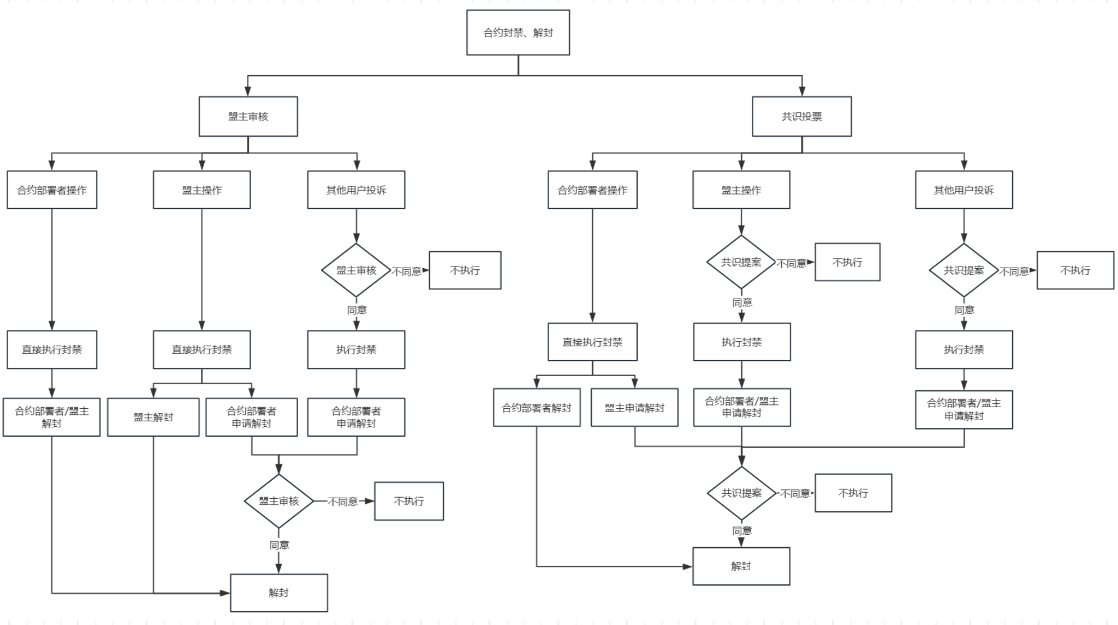 合约封禁、解封
盟主审核
共识投票
合约部署者操作
盟主操作
其他用户投诉
合约部署者操作
盟主操作
其他用户投诉
盟主审核
不同意
不执行
共识提案
不同意
不执行
共识提案
不同意
不执行
同意
同意
同意
直接执行封禁
直接执行封禁
执行封禁
直接执行封禁
执行封禁
执行封禁
合约部署者/盟主
解封
盟主解封
合约部署者
申请解封
合约部署者
申请解封
合约部署者解封
盟主申请解封
合约部署者/盟主
申请解封
合约部署者/盟主
申请解封
盟主审核
不同意
不执行
共识提案
不同意
不执行
同意
同意
解封
解封